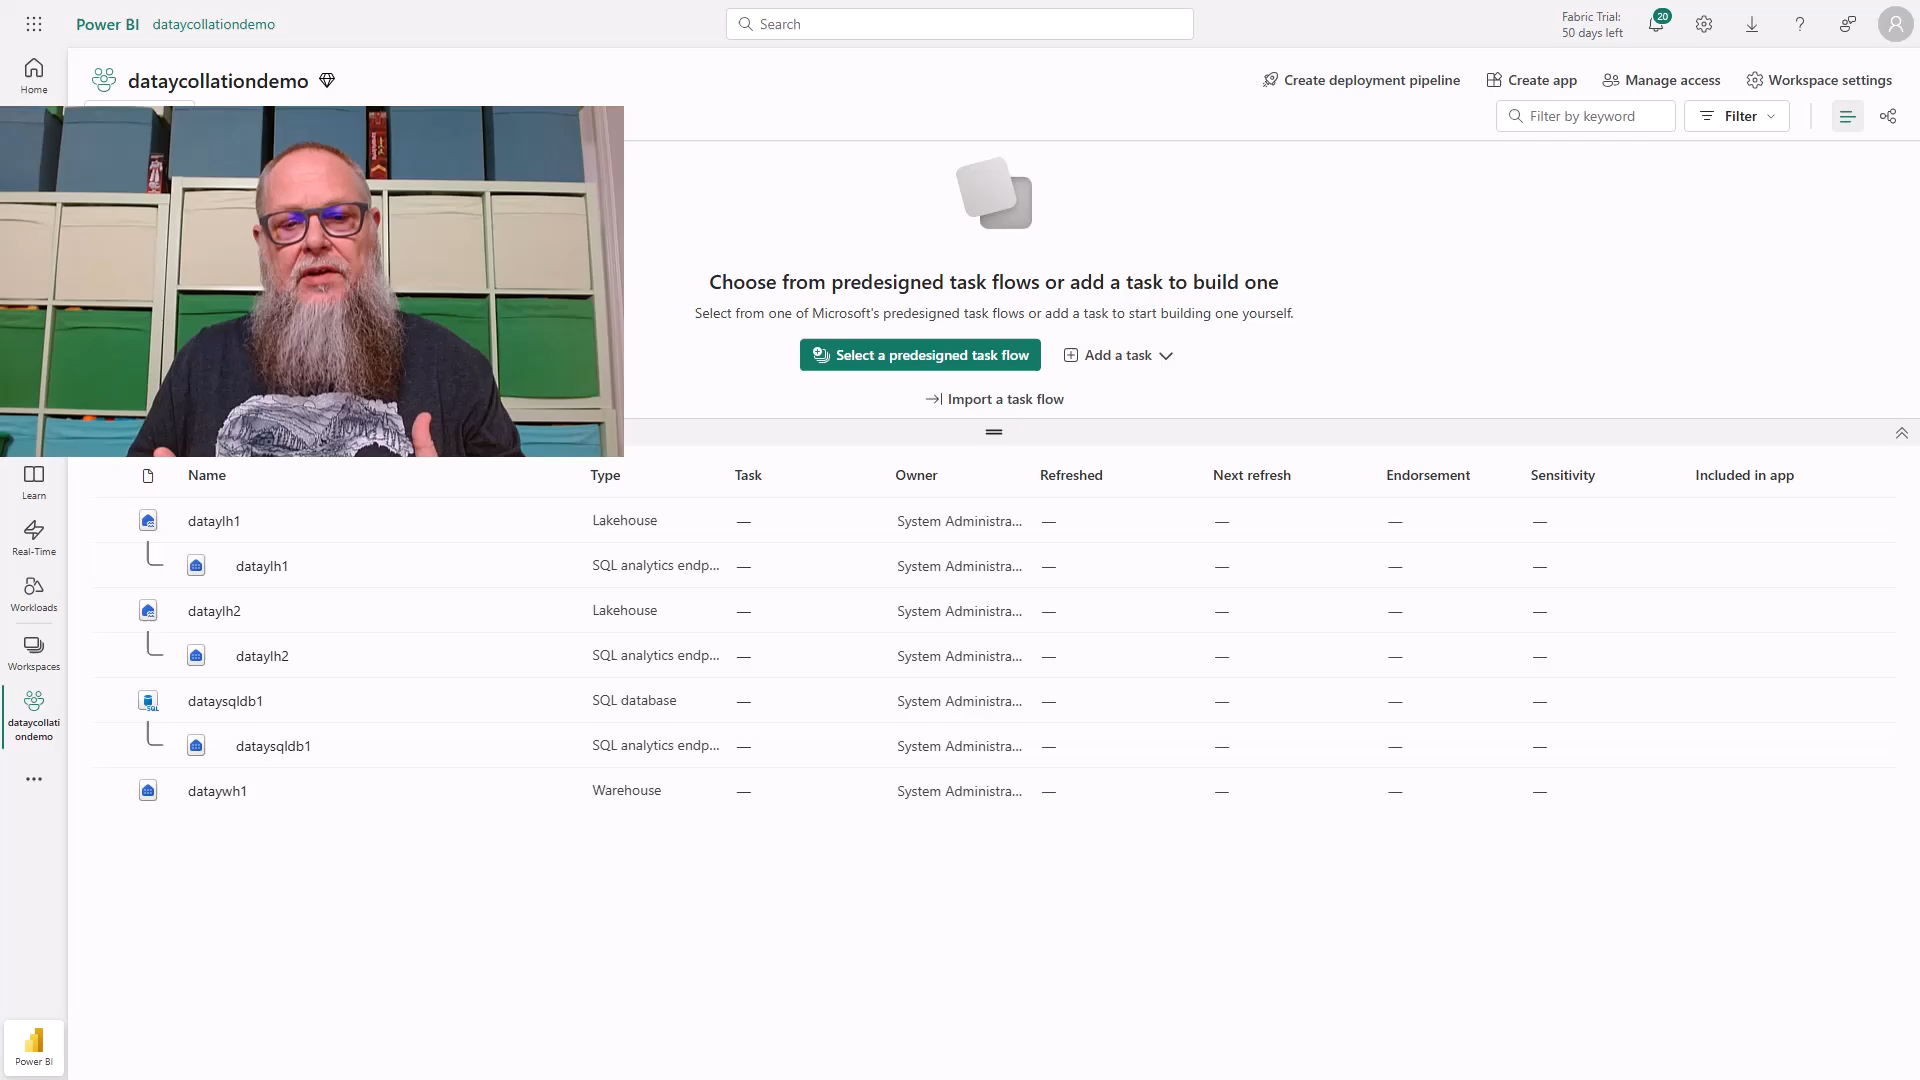 Power BI dataycollationdemo
Search
Fabric Trial:
50 days left
20
Home
dataycollationdemo
Create deployment pipeline
Create app
Manage access
Workspace settings
Filter by keyword
Filter
Choose from predesigned task flows or add a task to build one
Select from one of Microsoft's predesigned task flows or add a task to start building one yourself.
Select a predesigned task flow
Add a task
Import a task flow
Learn
Real-Time
Workloads
Workspaces
dataycollati
ondemo
Power BI
Name Type Task Owner Refreshed Next refresh Endorsement Sensitivity Included in app
dataylh1 Lakehouse — System Administra... — — — —
dataylh1 SQL analytics endp... — System Administra... — — — —
dataylh2 Lakehouse — System Administra... — — — —
dataylh2 SQL analytics endp... — System Administra... — — — —
dataysqldb1 SQL database — System Administra... — — — —
dataysqldb1 SQL analytics endp... — System Administra... — — — —
dataywh1 Warehouse — System Administra... — — — —